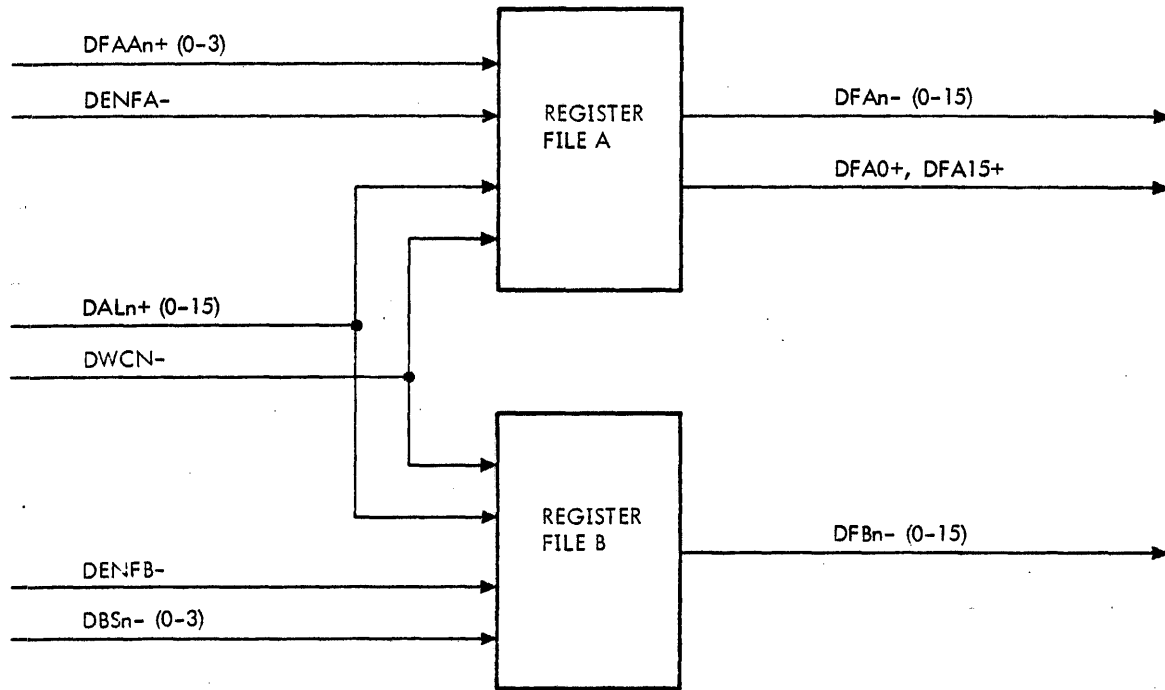 DFAAn+ (0-3)
DENFA-
REGISTER
FILE A
DFAn- (0-15)
DFA0+, DFA15+
DALn+ (0-15)
DWCN-
REGISTER
FILE B
DFBn- (0-15)
DENFB-
DBSn- (0-3)